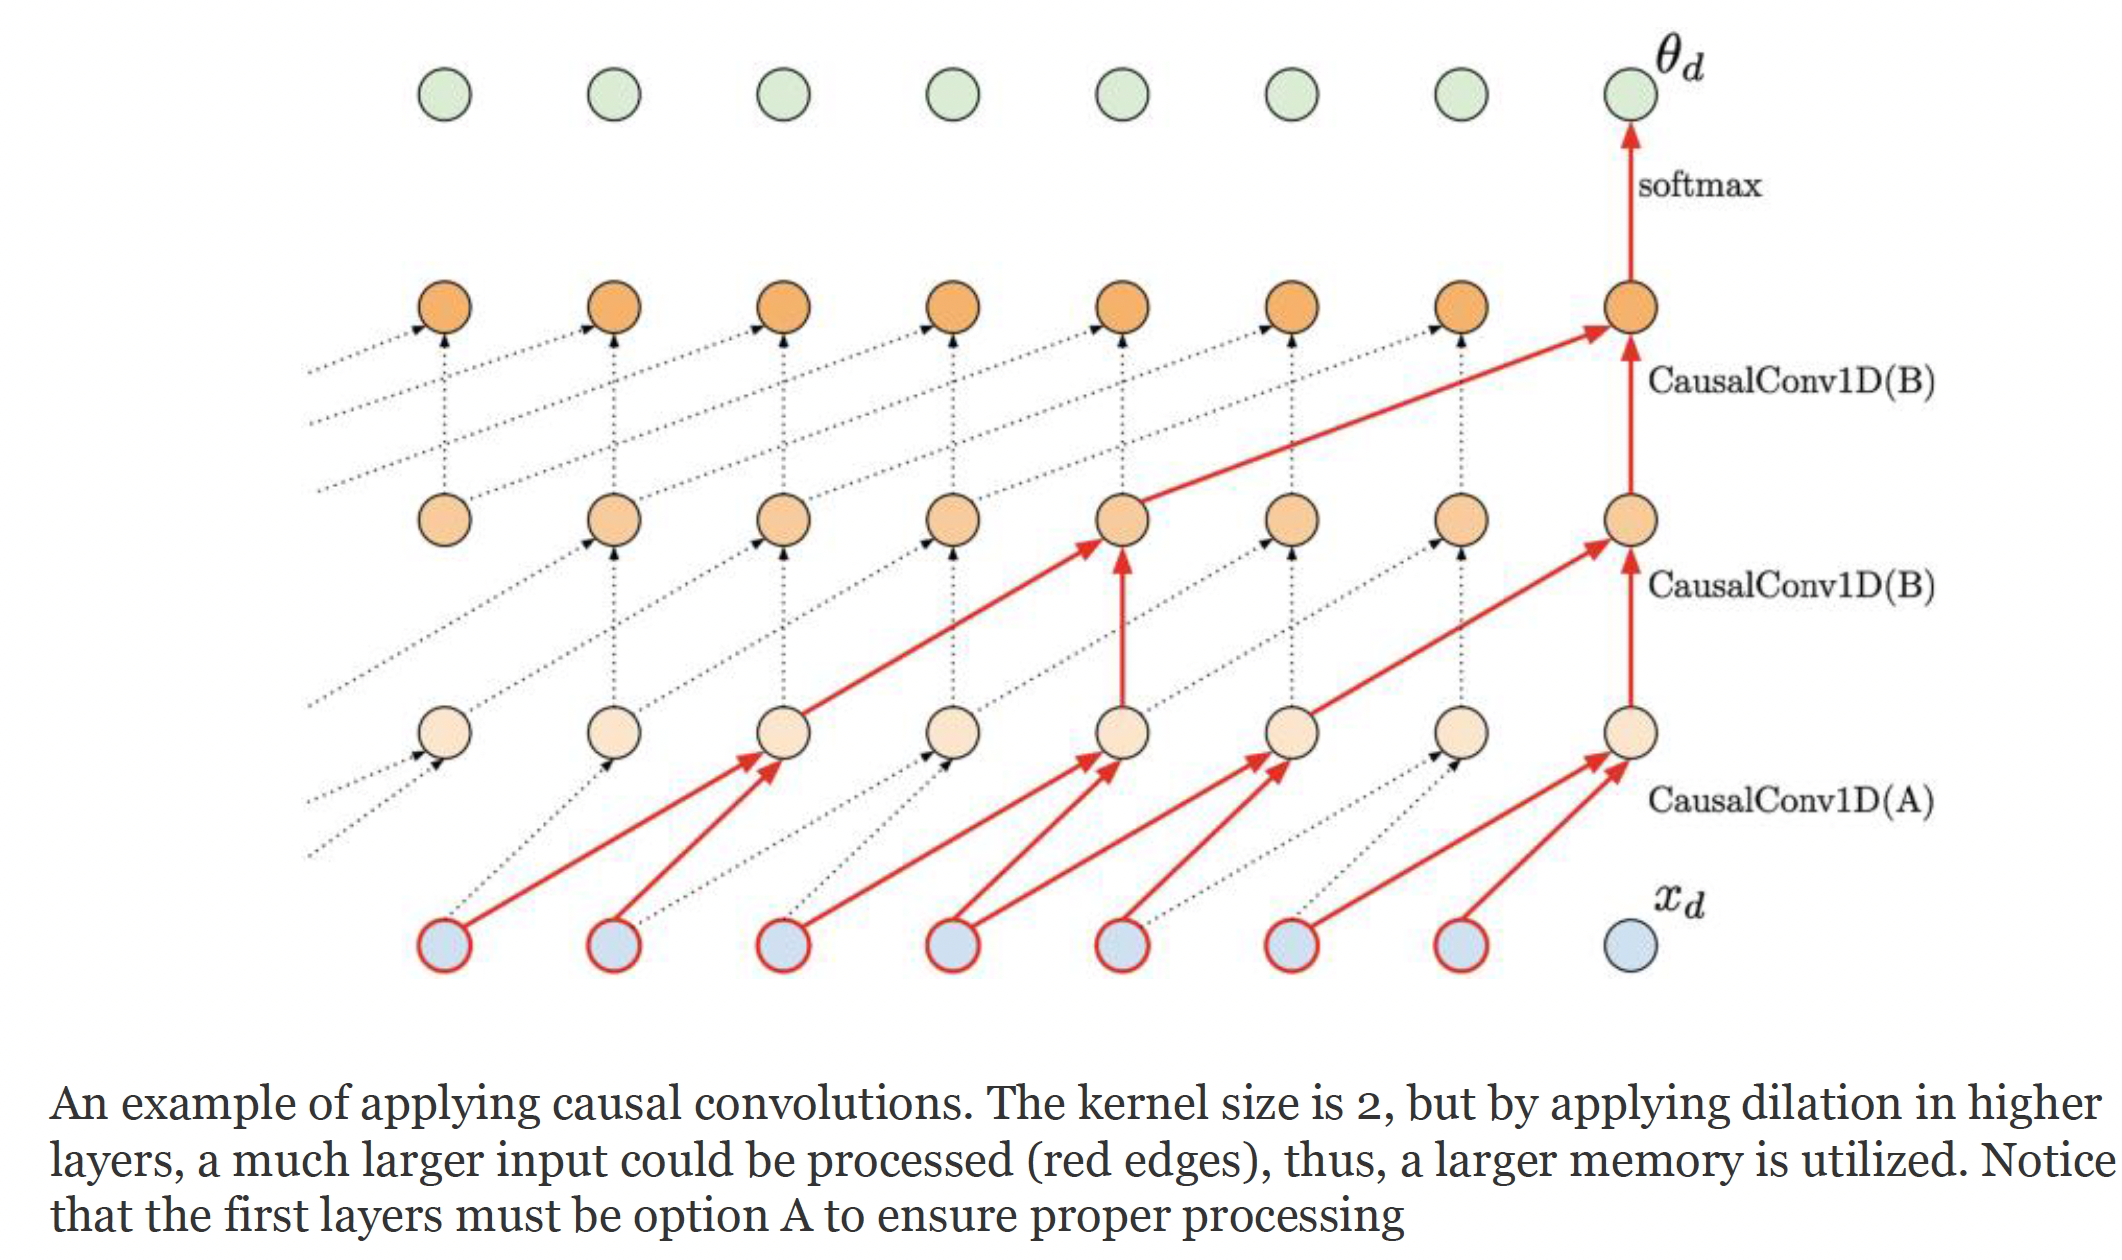 θ_d
softmax
CausalConv1D(B)
CausalConv1D(B)
CausalConv1D(A)
x_d
An example of applying causal convolutions. The kernel size is 2, but by applying dilation in higher
layers, a much larger input could be processed (red edges), thus, a larger memory is utilized. Notice
that the first layers must be option A to ensure proper processing